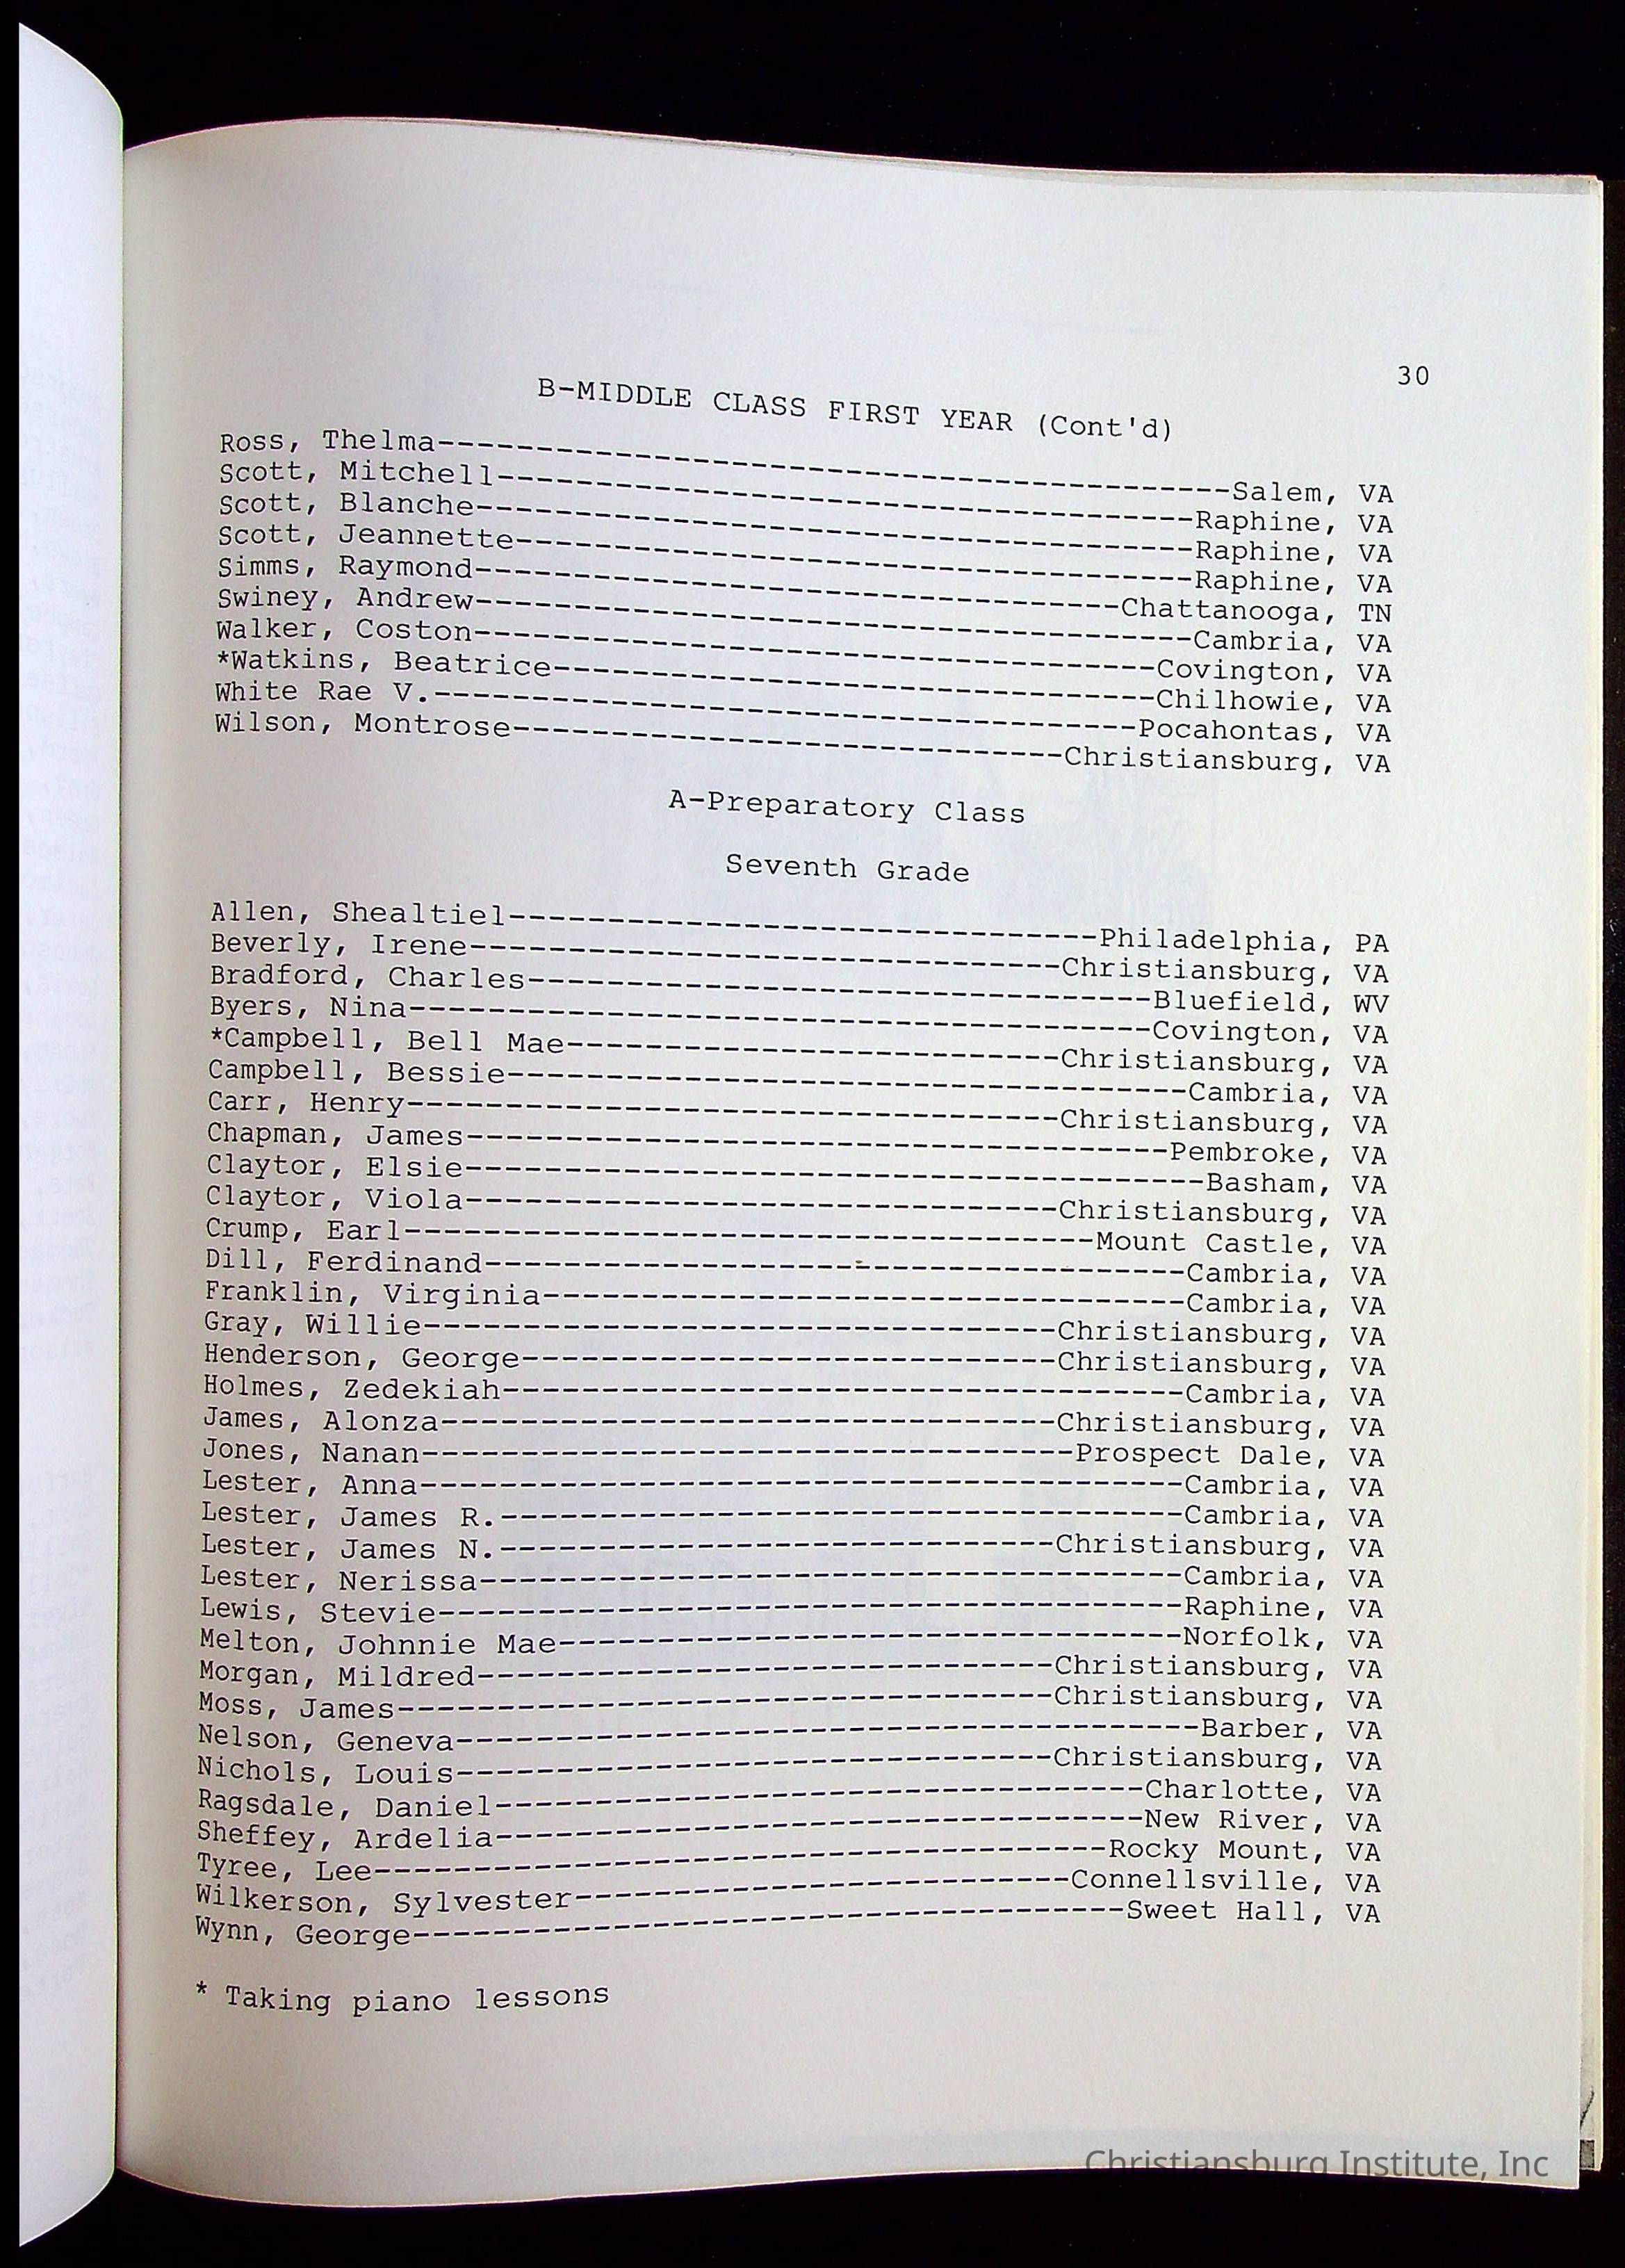 30
B-MIDDLE CLASS FIRST YEAR (Cont'd)
Ross, Thelma----------------------------------------Salem, VA
Scott, Mitchell-----------------------------------Raphine, VA
Scott, Blanche------------------------------------Raphine, VA
Scott, Jeannette----------------------------------Raphine, VA
Simms, Raymond--------------------------------Chattanooga, TN
Swiney, Andrew------------------------------------Cambria, VA
Walker, Coston----------------------------------Covington, VA
*Watkins, Beatrice------------------------------Chilhowie, VA
White Rae V.-----------------------------------Pocahontas, VA
Wilson, Montrose---------------------------Christiansburg, VA
A-Preparatory Class
Seventh Grade
Allen, Shealtiel-----------------------------Philadelphia, PA
Beverly, Irene-----------------------------Christiansburg, VA
Bradford, Charles-------------------------------Bluefield, WV
Byers, Nina-------------------------------------Covington, VA
*Campbell, Bell Mae------------------------Christiansburg, VA
Campbell, Bessie----------------------------------Cambria, VA
Carr, Henry--------------------------------Christiansburg, VA
Chapman, James-----------------------------------Pembroke, VA
Claytor, Elsie-------------------------------------Basham, VA
Claytor, Viola-----------------------------Christiansburg, VA
Crump, Earl----------------------------------Mount Castle, VA
Dill, Ferdinand-----------------------------------Cambria, VA
Franklin, Virginia--------------------------------Cambria, VA
Gray, Willie-------------------------------Christiansburg, VA
Henderson, George--------------------------Christiansburg, VA
Holmes, Zedekiah----------------------------------Cambria, VA
James, Alonza------------------------------Christiansburg, VA
Jones, Nanan--------------------------------Prospect Dale, VA
Lester, Anna--------------------------------------Cambria, VA
Lester, James R.----------------------------------Cambria, VA
Lester, James N.---------------------------Christiansburg, VA
Lester, Nerissa-----------------------------------Cambria, VA
Lewis, Stevie-------------------------------------Raphine, VA
Melton, Johnnie Mae-------------------------------Norfolk, VA
Morgan, Mildred----------------------------Christiansburg, VA
Moss, James--------------------------------Christiansburg, VA
Nelson, Geneva-------------------------------------Barber, VA
Nichols, Louis-----------------------------Christiansburg, VA
Ragsdale, Daniel--------------------------------Charlotte, VA
Sheffey, Ardelia--------------------------------New River, VA
Tyree, Lee------------------------------------Rocky Mount, VA
Wilkerson, Sylvester------------------------Connellsville, VA
Wynn, George-----------------------------------Sweet Hall, VA
* Taking piano lessons
Christiansburg Institute, Inc